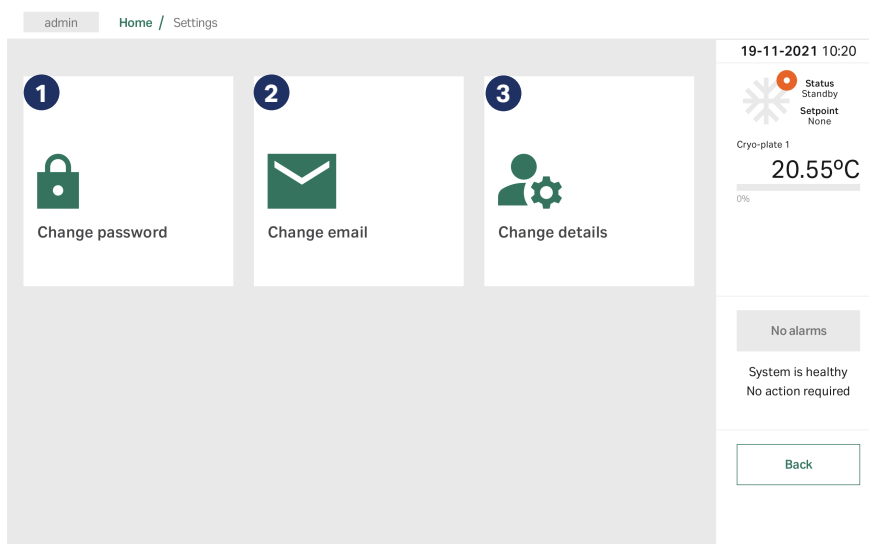 admin
Home / Settings
19-11-2021 10:20
1
2
3
Change password
Change email
Change details
Status
Standby
Setpoint
None
Cryo-plate 1
20.55ºC
0%
No alarms
System is healthy
No action required
Back